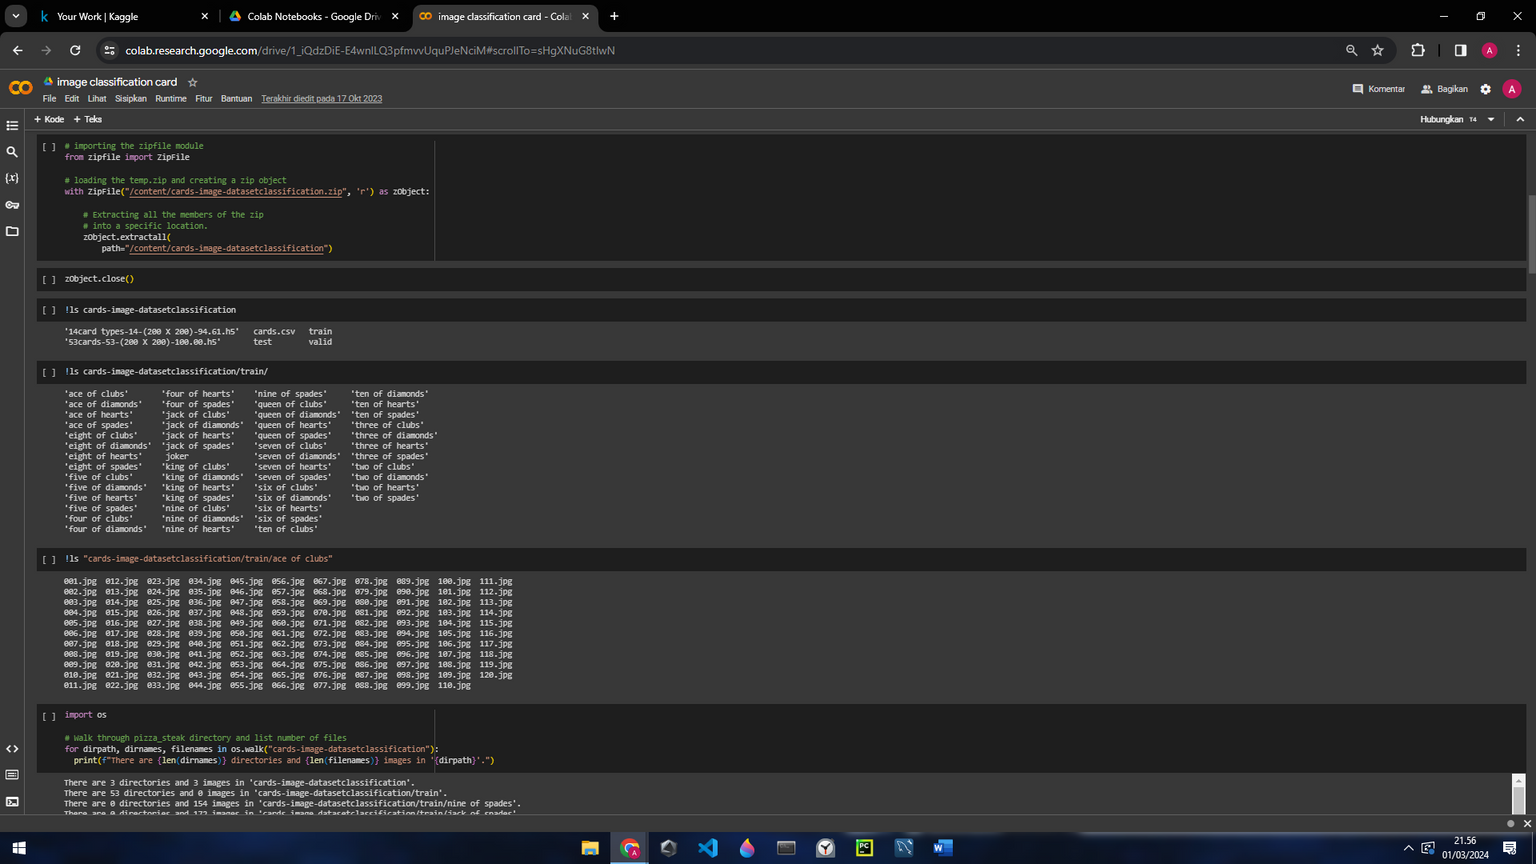 Your Work | Kaggle
Colab Notebooks - Google Driv
image classification card - Colab
colab.research.google.com/drive/1_iQdzDiE-E4wnlLQ3pfmvvUquPJeNciM#scrollTo=sHgXNuG8tIwN
A
image classification card
File Edit Lihat Sisipkan Runtime Fitur Bantuan Terakhir diedit pada 17 Okt 2023
Komentar Bagikan A
+ Kode + Teks
Hubungkan T4
[ ] # importing the zipfile module
from zipfile import ZipFile
# loading the temp.zip and creating a zip object
with ZipFile("/content/cards-image-datasetclassification.zip", 'r') as zObject:
# Extracting all the members of the zip
# into a specific location.
zObject.extractall(
path="/content/cards-image-datasetclassification")
[ ] zObject.close()
[ ] !ls cards-image-datasetclassification
'14card types-14-(200 X 200)-94.61.h5' cards.csv train
'53cards-53-(200 X 200)-100.00.h5' test valid
[ ] !ls cards-image-datasetclassification/train/
'ace of clubs' 'four of hearts' 'nine of spades' 'ten of diamonds'
'ace of diamonds' 'four of spades' 'queen of clubs' 'ten of hearts'
'ace of hearts' 'jack of clubs' 'queen of diamonds' 'ten of spades'
'ace of spades' 'jack of diamonds' 'queen of hearts' 'three of clubs'
'eight of clubs' 'jack of hearts' 'queen of spades' 'three of diamonds'
'eight of diamonds' 'jack of spades' 'seven of clubs' 'three of hearts'
'eight of hearts' joker 'seven of diamonds' 'three of spades'
'eight of spades' 'king of clubs' 'seven of hearts' 'two of clubs'
'five of clubs' 'king of diamonds' 'seven of spades' 'two of diamonds'
'five of diamonds' 'king of hearts' 'six of clubs' 'two of hearts'
'five of hearts' 'king of spades' 'six of diamonds' 'two of spades'
'five of spades' 'nine of clubs' 'six of hearts'
'four of clubs' 'nine of diamonds' 'six of spades'
'four of diamonds' 'nine of hearts' 'ten of clubs'
[ ] !ls "cards-image-datasetclassification/train/ace of clubs"
001.jpg 012.jpg 023.jpg 034.jpg 045.jpg 056.jpg 067.jpg 078.jpg 089.jpg 100.jpg 111.jpg
002.jpg 013.jpg 024.jpg 035.jpg 046.jpg 057.jpg 068.jpg 079.jpg 090.jpg 101.jpg 112.jpg
003.jpg 014.jpg 025.jpg 036.jpg 047.jpg 058.jpg 069.jpg 080.jpg 091.jpg 102.jpg 113.jpg
004.jpg 015.jpg 026.jpg 037.jpg 048.jpg 059.jpg 070.jpg 081.jpg 092.jpg 103.jpg 114.jpg
005.jpg 016.jpg 027.jpg 038.jpg 049.jpg 060.jpg 071.jpg 082.jpg 093.jpg 104.jpg 115.jpg
006.jpg 017.jpg 028.jpg 039.jpg 050.jpg 061.jpg 072.jpg 083.jpg 094.jpg 105.jpg 116.jpg
007.jpg 018.jpg 029.jpg 040.jpg 051.jpg 062.jpg 073.jpg 084.jpg 095.jpg 106.jpg 117.jpg
008.jpg 019.jpg 030.jpg 041.jpg 052.jpg 063.jpg 074.jpg 085.jpg 096.jpg 107.jpg 118.jpg
009.jpg 020.jpg 031.jpg 042.jpg 053.jpg 064.jpg 075.jpg 086.jpg 097.jpg 108.jpg 119.jpg
010.jpg 021.jpg 032.jpg 043.jpg 054.jpg 065.jpg 076.jpg 087.jpg 098.jpg 109.jpg 120.jpg
011.jpg 022.jpg 033.jpg 044.jpg 055.jpg 066.jpg 077.jpg 088.jpg 099.jpg 110.jpg
[ ] import os
# Walk through pizza_steak directory and list number of files
for dirpath, dirnames, filenames in os.walk("cards-image-datasetclassification"):
print(f"There are {len(dirnames)} directories and {len(filenames)} images in '{dirpath}'.")
There are 3 directories and 3 images in 'cards-image-datasetclassification'.
There are 53 directories and 0 images in 'cards-image-datasetclassification/train'.
There are 0 directories and 154 images in 'cards-image-datasetclassification/train/nine of spades'.
There are 0 directories and 172 images in 'cards-image-datasetclassification/train/jack of spades'
21.56
01/03/2024